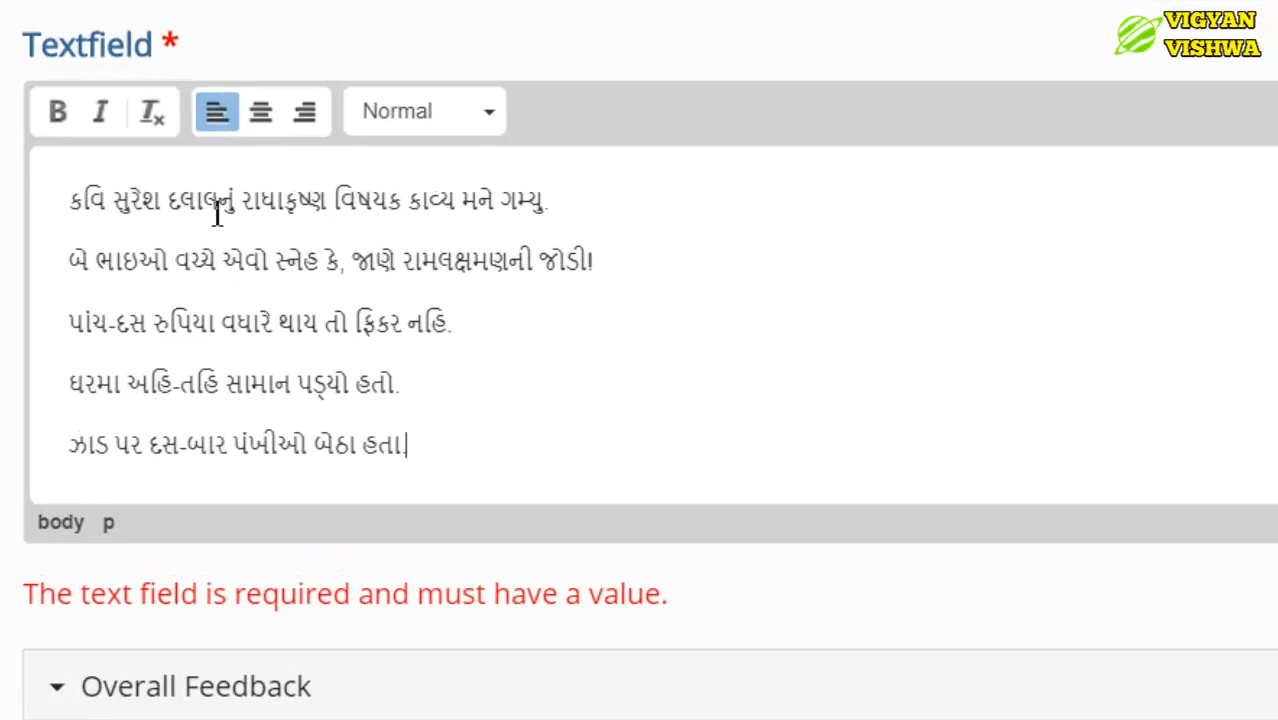 Textfield *
VIGYAN
VISHWA
B I Tx Normal
કવિ સુરેશ દલાલનું રાધાકૃષ્ણ વિષયક કાવ્ય મને ગમ્યુ.
બે ભાઇઓ વચ્ચે એવો સ્નેહ કે, જાણે રામલક્ષમણની જોડી!
પાંચ-દસ રુપિયા વધારે થાય તો ફિકર નહિ.
ઘરમા અહિ-તહિ સામાન પડ્યો હતો.
ઝાડ પર દસ-બાર પંખીઓ બેઠા હતા.
body p
The text field is required and must have a value.
Overall Feedback